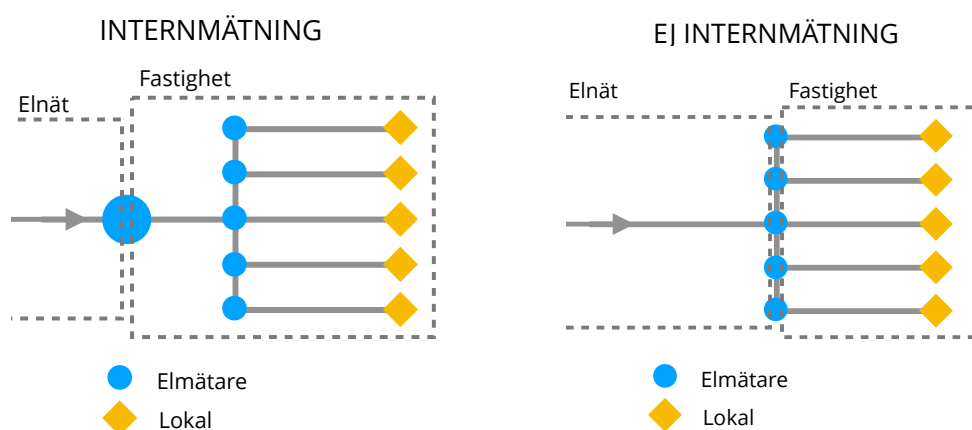 INTERNMÄTNING
Fastighet
Elnät
Elmätare
Lokal
EJ INTERNMÄTNING
Elnät
Fastighet
Elmätare
Lokal